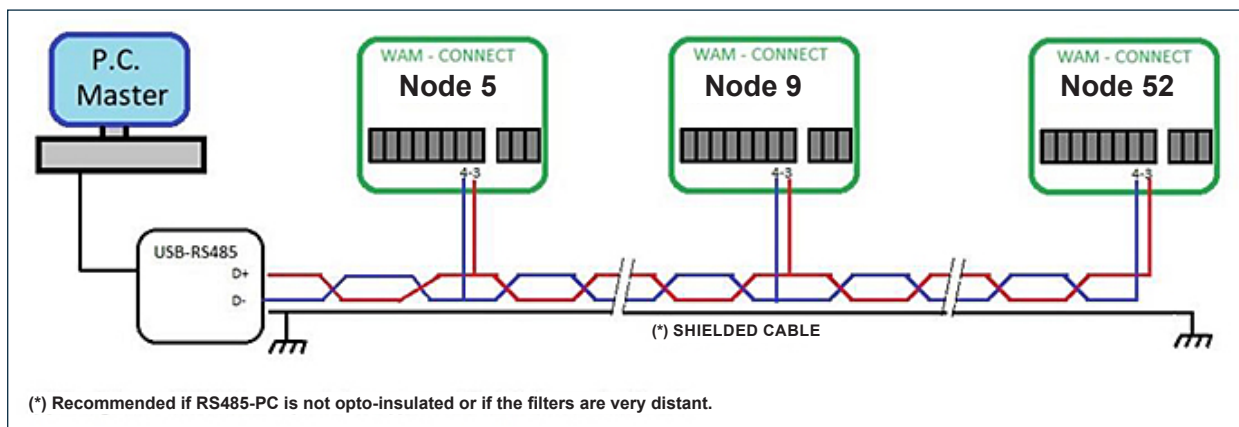 P.C.
Master
WAM - CONNECT
Node 5
4-3
WAM - CONNECT
Node 9
4-3
WAM - CONNECT
Node 52
4-3
USB-RS485
D+
D-
(*) SHIELDED CABLE
(*) Recommended if RS485-PC is not opto-insulated or if the filters are very distant.